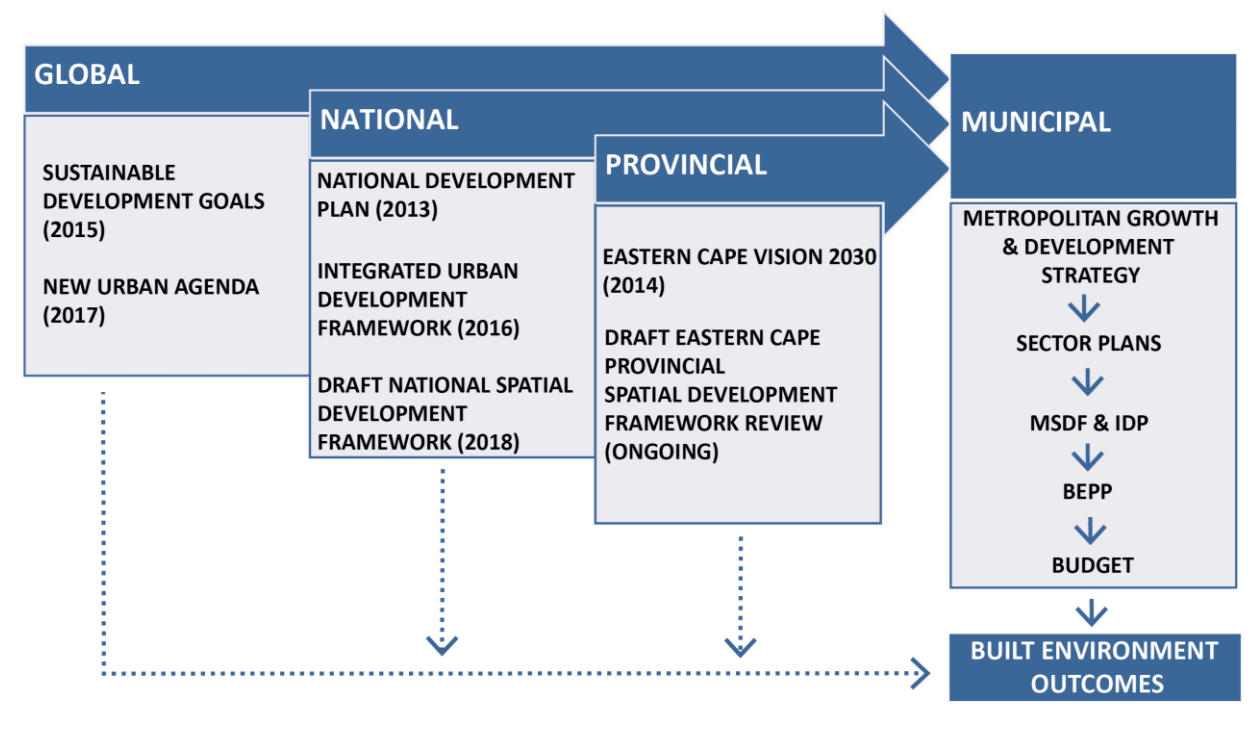 GLOBAL
SUSTAINABLE
DEVELOPMENT GOALS
(2015)
NEW URBAN AGENDA
(2017)
NATIONAL
NATIONAL DEVELOPMENT
PLAN (2013)
INTEGRATED URBAN
DEVELOPMENT
FRAMEWORK (2016)
DRAFT NATIONAL SPATIAL
DEVELOPMENT
FRAMEWORK (2018)
PROVINCIAL
EASTERN CAPE VISION 2030
(2014)
DRAFT EASTERN CAPE
PROVINCIAL
SPATIAL DEVELOPMENT
FRAMEWORK REVIEW
(ONGOING)
MUNICIPAL
METROPOLITAN GROWTH
& DEVELOPMENT
STRATEGY
SECTOR PLANS
MSDF & IDP
BEPP
BUDGET
BUILT ENVIRONMENT
OUTCOMES